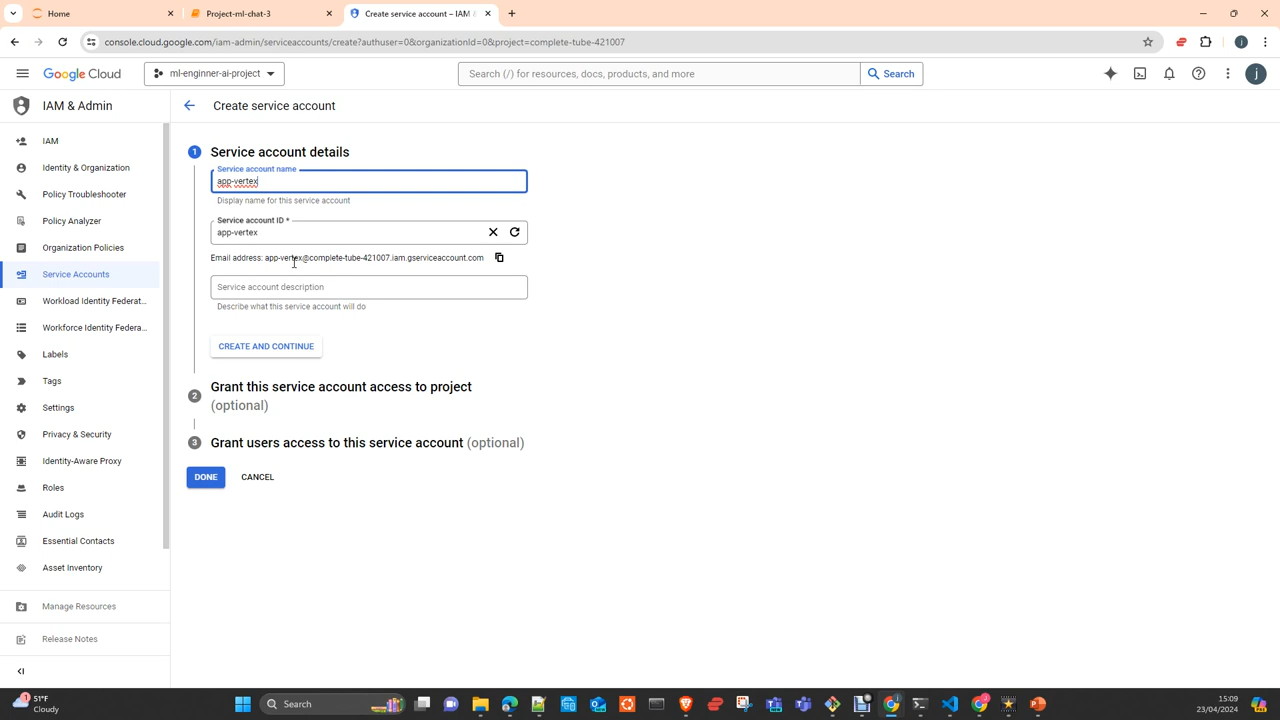 Home
Project-ml-chat-3
Create service account – IAM &
console.cloud.google.com/iam-admin/serviceaccounts/create?authuser=0&organizationId=0&project=complete-tube-421007
Google Cloud
ml-enginner-ai-project
Search (/) for resources, docs, products, and more
Search
j
IAM & Admin
Create service account
IAM
Identity & Organization
Policy Troubleshooter
Policy Analyzer
Organization Policies
Service Accounts
Workload Identity Federat...
Workforce Identity Federa...
Labels
Tags
Settings
Privacy & Security
Identity-Aware Proxy
Roles
Audit Logs
Essential Contacts
Asset Inventory
Manage Resources
Release Notes
1
Service account details
Service account name
app-vertex
Display name for this service account
Service account ID *
app-vertex
Email address: app-vertex@complete-tube-421007.iam.gserviceaccount.com
Service account description
Describe what this service account will do
CREATE AND CONTINUE
2
Grant this service account access to project
(optional)
3
Grant users access to this service account (optional)
DONE
CANCEL
1
51°F
Cloudy
Search
15:09
23/04/2024